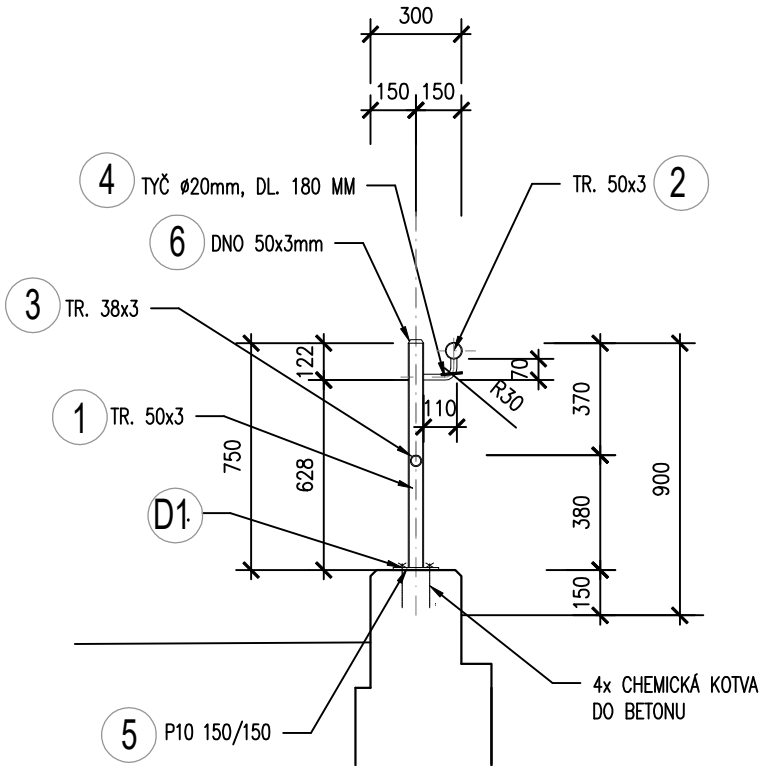 300
150
150
4
TYČ ø20mm, DL. 180 MM
TR. 50x3
2
6
DNO 50x3mm
3
TR. 38x3
122
70
R30
370
1
TR. 50x3
110
750
628
900
380
D1.
150
4x CHEMICKÁ KOTVA
DO BETONU
5
P10 150/150